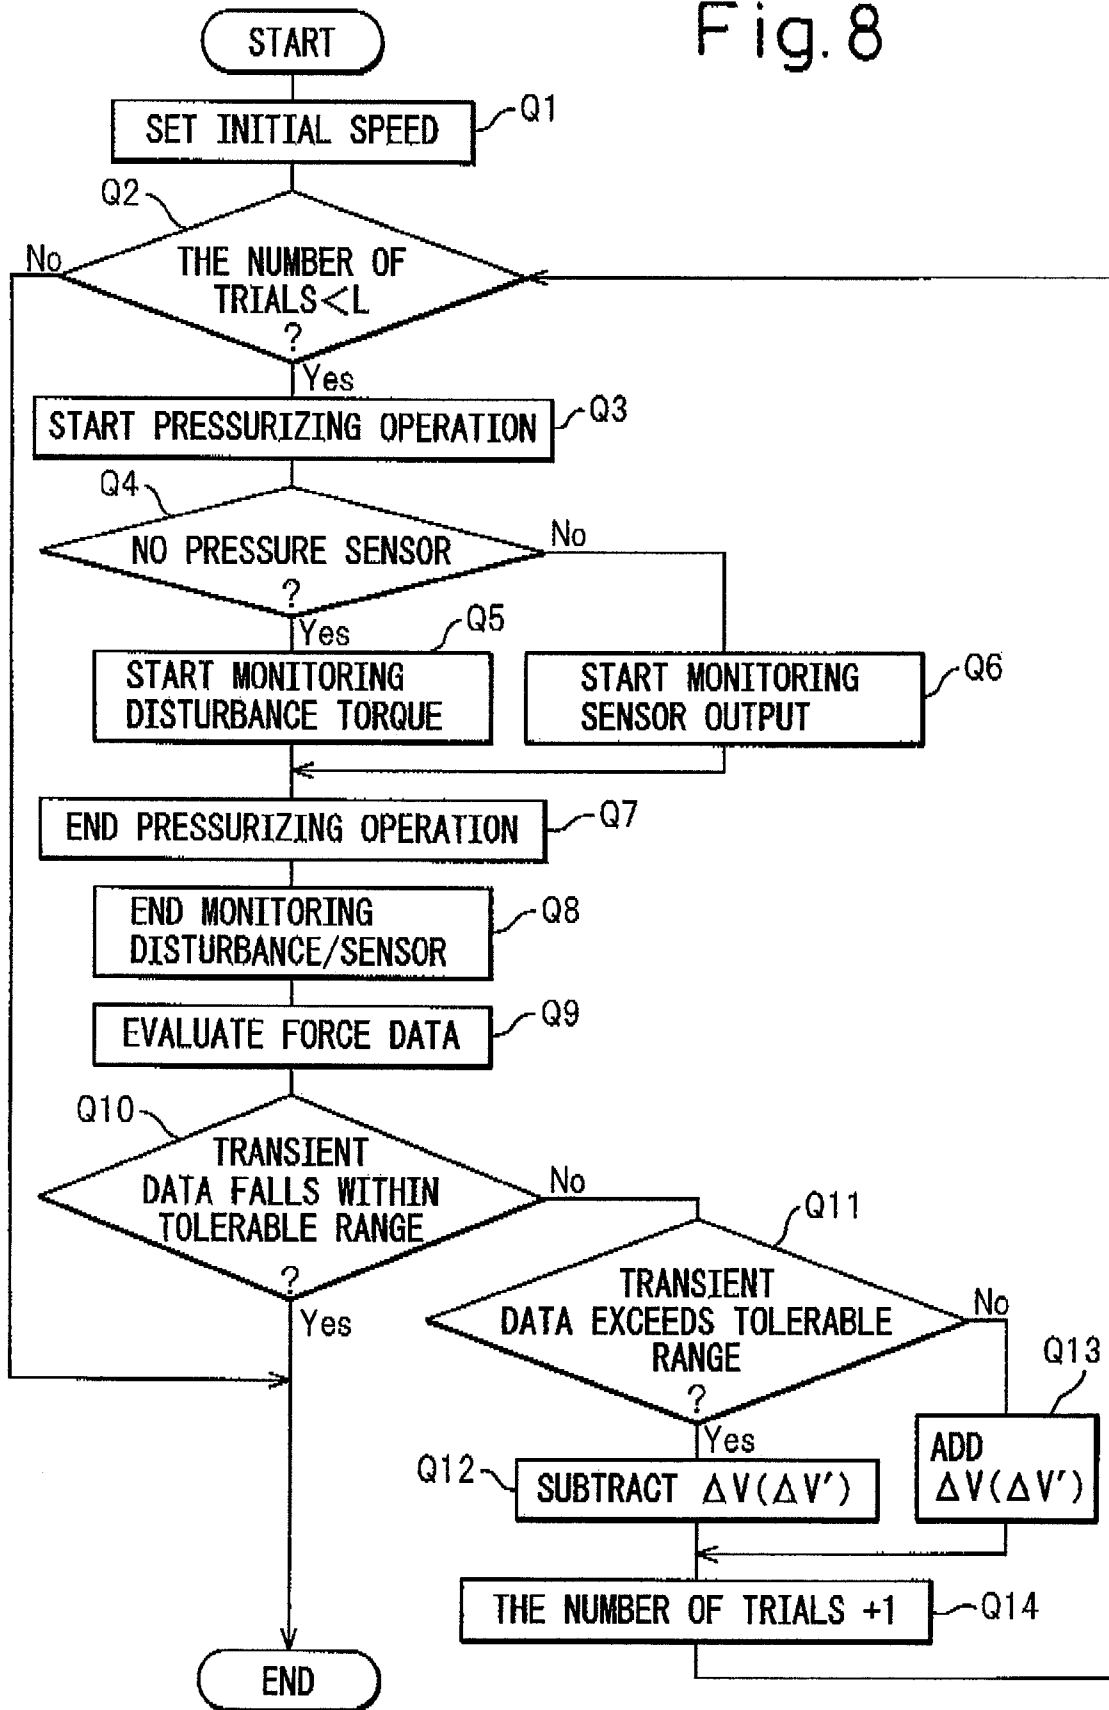 Fig. 8
START
SET INITIAL SPEED
Q1
Q2
No
THE NUMBER OF
TRIALS<L
?
Yes
START PRESSURIZING OPERATION
Q3
Q4
NO PRESSURE SENSOR
?
No
Yes
Q5
START MONITORING
DISTURBANCE TORQUE
START MONITORING
SENSOR OUTPUT
Q6
END PRESSURIZING OPERATION
Q7
END MONITORING
DISTURBANCE/SENSOR
Q8
EVALUATE FORCE DATA
Q9
Q10
TRANSIENT
DATA FALLS WITHIN
TOLERABLE RANGE
?
No
Yes
Q11
TRANSIENT
DATA EXCEEDS TOLERABLE
RANGE
?
No
Yes
Q13
ADD
ΔV(ΔV')
Q12
SUBTRACT ΔV(ΔV')
THE NUMBER OF TRIALS +1
Q14
END